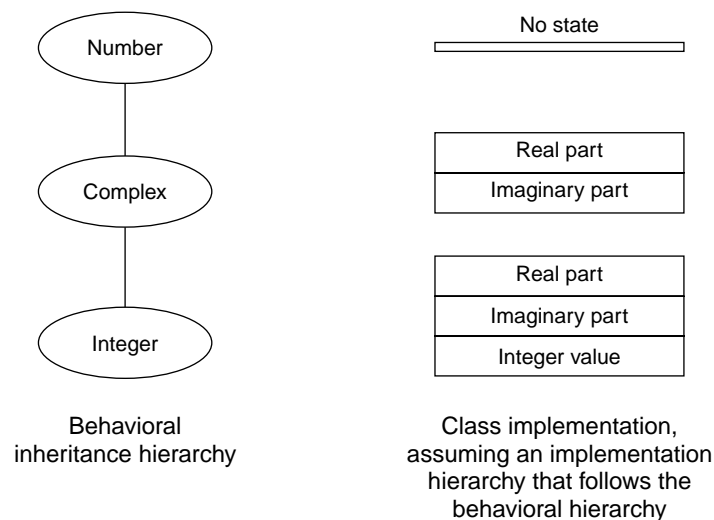 Number
No state
Complex
Real part
Imaginary part
Integer
Real part
Imaginary part
Integer value
Behavioral
inheritance hierarchy
Class implementation,
assuming an implementation
hierarchy that follows the
behavioral hierarchy